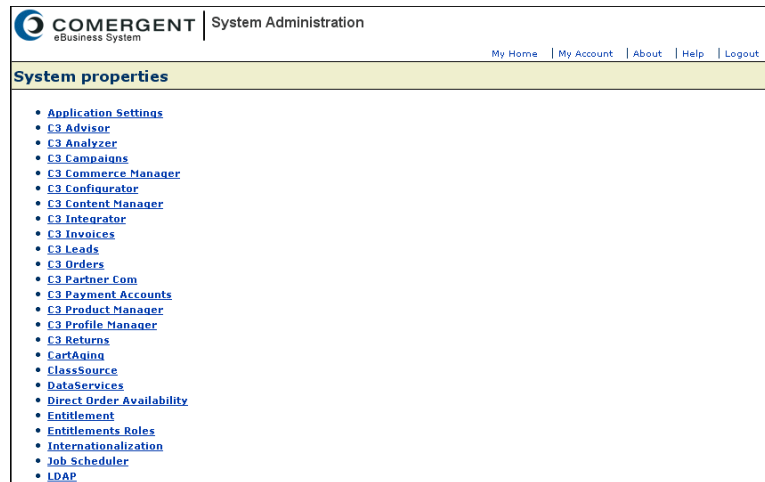 COMERGENT System Administration
eBusiness System
My Home | My Account | About | Help | Logout
System properties
Application Settings
C3 Advisor
C3 Analyzer
C3 Campaigns
C3 Commerce Manager
C3 Configurator
C3 Content Manager
C3 Integrator
C3 Invoices
C3 Leads
C3 Orders
C3 Partner Com
C3 Payment Accounts
C3 Product Manager
C3 Profile Manager
C3 Returns
CartAging
ClassSource
DataServices
Direct Order Availability
Entitlement
Entitlements Roles
Internationalization
Job Scheduler
LDAP